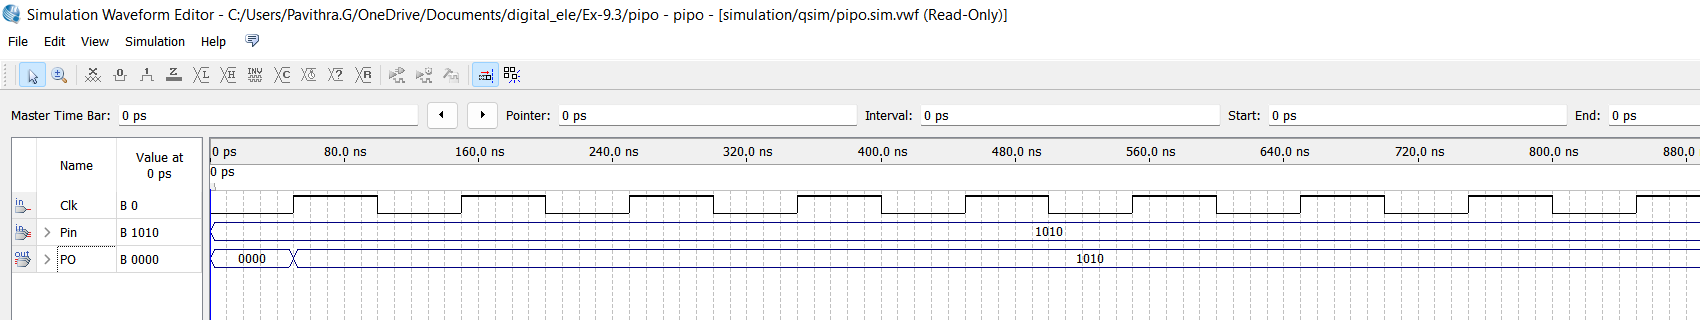 Simulation Waveform Editor - C:/Users/Pavithra.G/OneDrive/Documents/digital_ele/Ex-9.3/pipo - pipo - [simulation/qsim/pipo.sim.vwf (Read-Only)]
File Edit View Simulation Help
Master Time Bar: 0 ps Pointer: 0 ps Interval: 0 ps Start: 0 ps End: 0 ps
Name Value at 0 ps
0 ps 80.0 ns 160.0 ns 240.0 ns 320.0 ns 400.0 ns 480.0 ns 560.0 ns 640.0 ns 720.0 ns 800.0 ns 880.0
0 ps
in Clk B 0
in Pin B 1010 1010
out PO B 0000 0000 1010